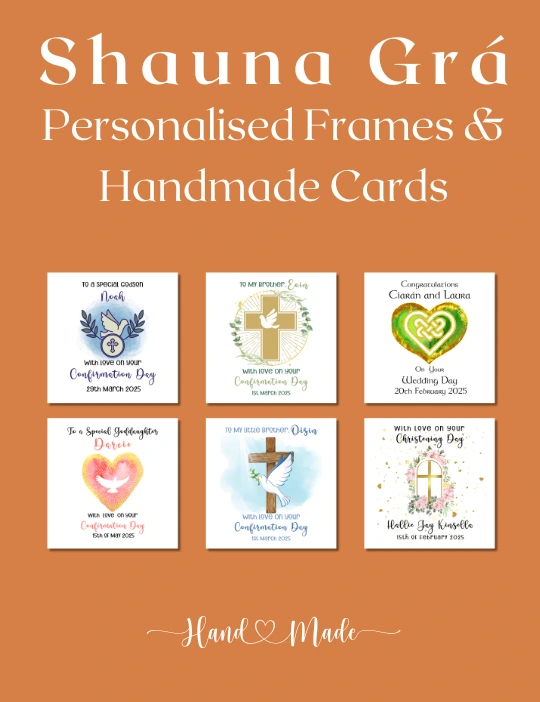 Shauna Grá
Personalised Frames &
Handmade Cards
To a Special Godson
Noah
With love on your
Confirmation Day
29th March 2025
To My Brother, Eoin
With love on your
Confirmation Day
1st March 2025
Congratulations
Ciarán and Laura
On Your
Wedding Day
20th February 2025
To a Special Goddaughter
Darcie
With love on your
Confirmation Day
15th of May 2025
To My little Brother, Oisin
With love on your
Confirmation Day
1st March 2025
With love on your
Christening Day
Hallie Jay Kinsella
15th of February 2025
Hand Made